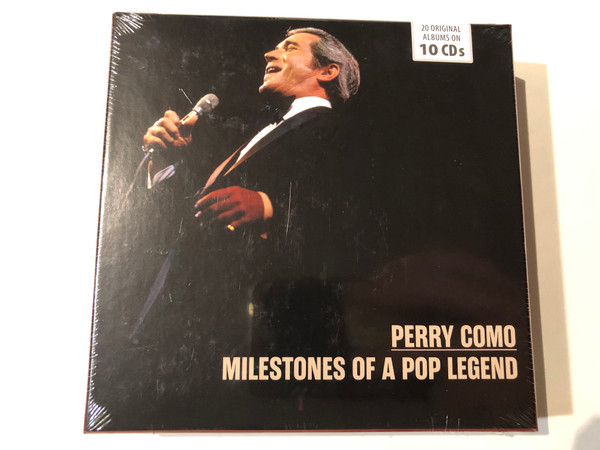 20 ORIGINAL
ALBUMS ON
10 CDs
PERRY COMO
MILESTONES OF A POP LEGEND